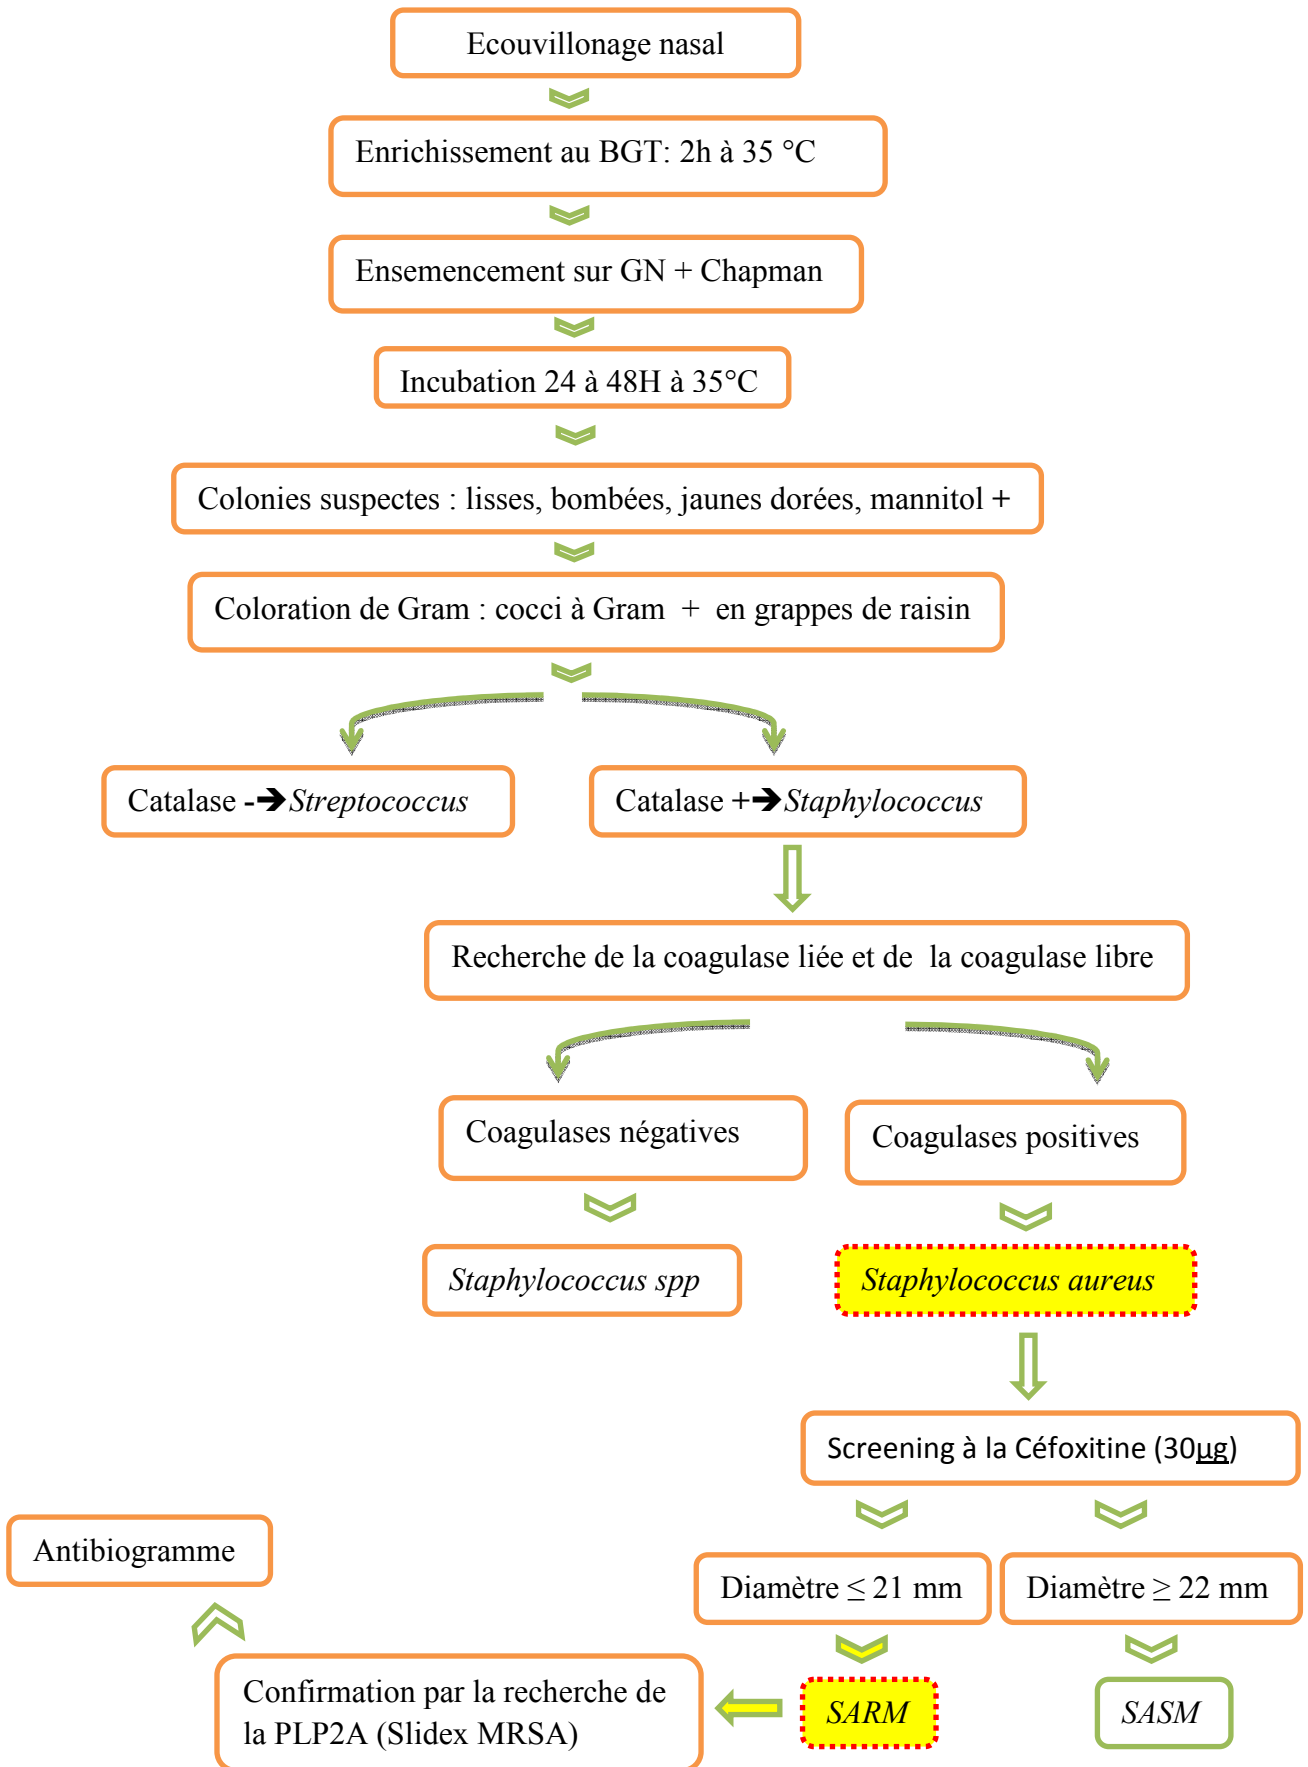 Ecouvillonage nasal
Enrichissement au BGT: 2h à 35 °C
Ensemencement sur GN + Chapman
Incubation 24 à 48H à 35°C
Colonies suspectes : lisses, bombées, jaunes dorées, mannitol +
Coloration de Gram : cocci à Gram + en grappes de raisin
Catalase -➔Streptococcus
Catalase +➔Staphylococcus
Recherche de la coagulase liée et de la coagulase libre
Coagulases négatives
Coagulases positives
Staphylococcus spp
Staphylococcus aureus
Screening à la Céfoxitine (30µg)
Diamètre ≤ 21 mm
Diamètre ≥ 22 mm
SARM
SASM
Confirmation par la recherche de
la PLP2A (Slidex MRSA)
Antibiogramme